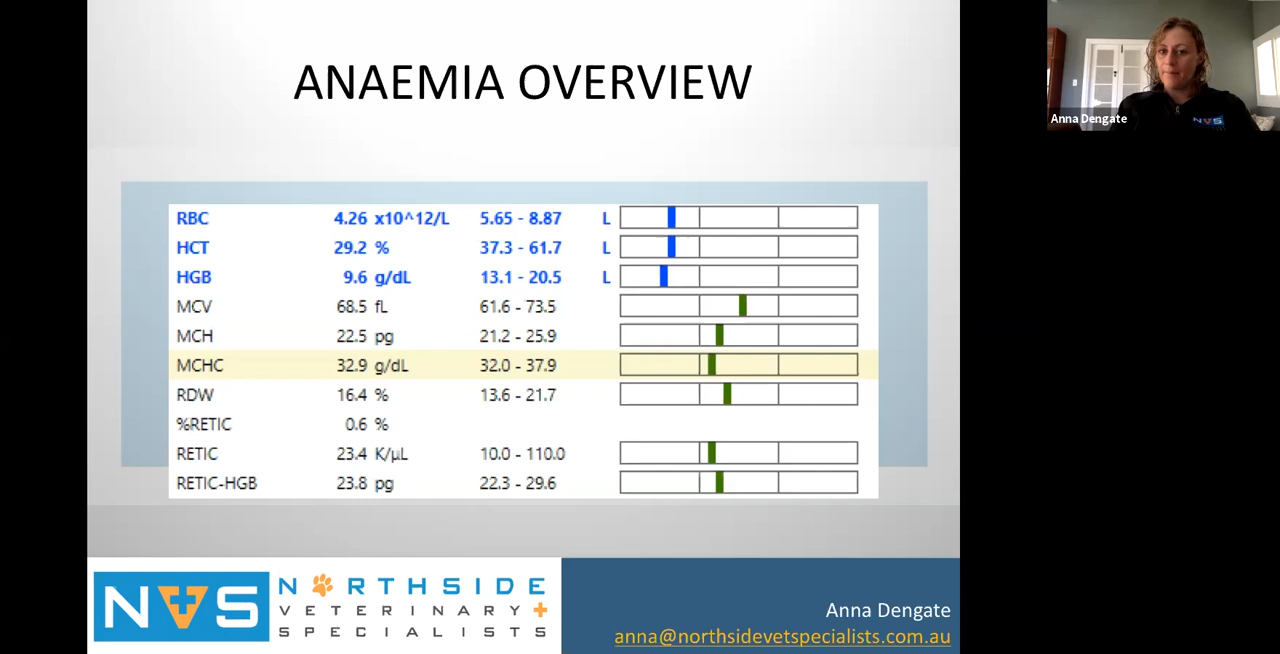 ANAEMIA OVERVIEW
Anna Dengate
NVS
RBC 4.26 x10^12/L 5.65 - 8.87 L
HCT 29.2 % 37.3 - 61.7 L
HGB 9.6 g/dL 13.1 - 20.5 L
MCV 68.5 fL 61.6 - 73.5
MCH 22.5 pg 21.2 - 25.9
MCHC 32.9 g/dL 32.0 - 37.9
RDW 16.4 % 13.6 - 21.7
%RETIC 0.6 %
RETIC 23.4 K/µL 10.0 - 110.0
RETIC-HGB 23.8 pg 22.3 - 29.6
NVS
NORTHSIDE
VETERINARY
SPECIALISTS
Anna Dengate
anna@northsidevetspecialists.com.au